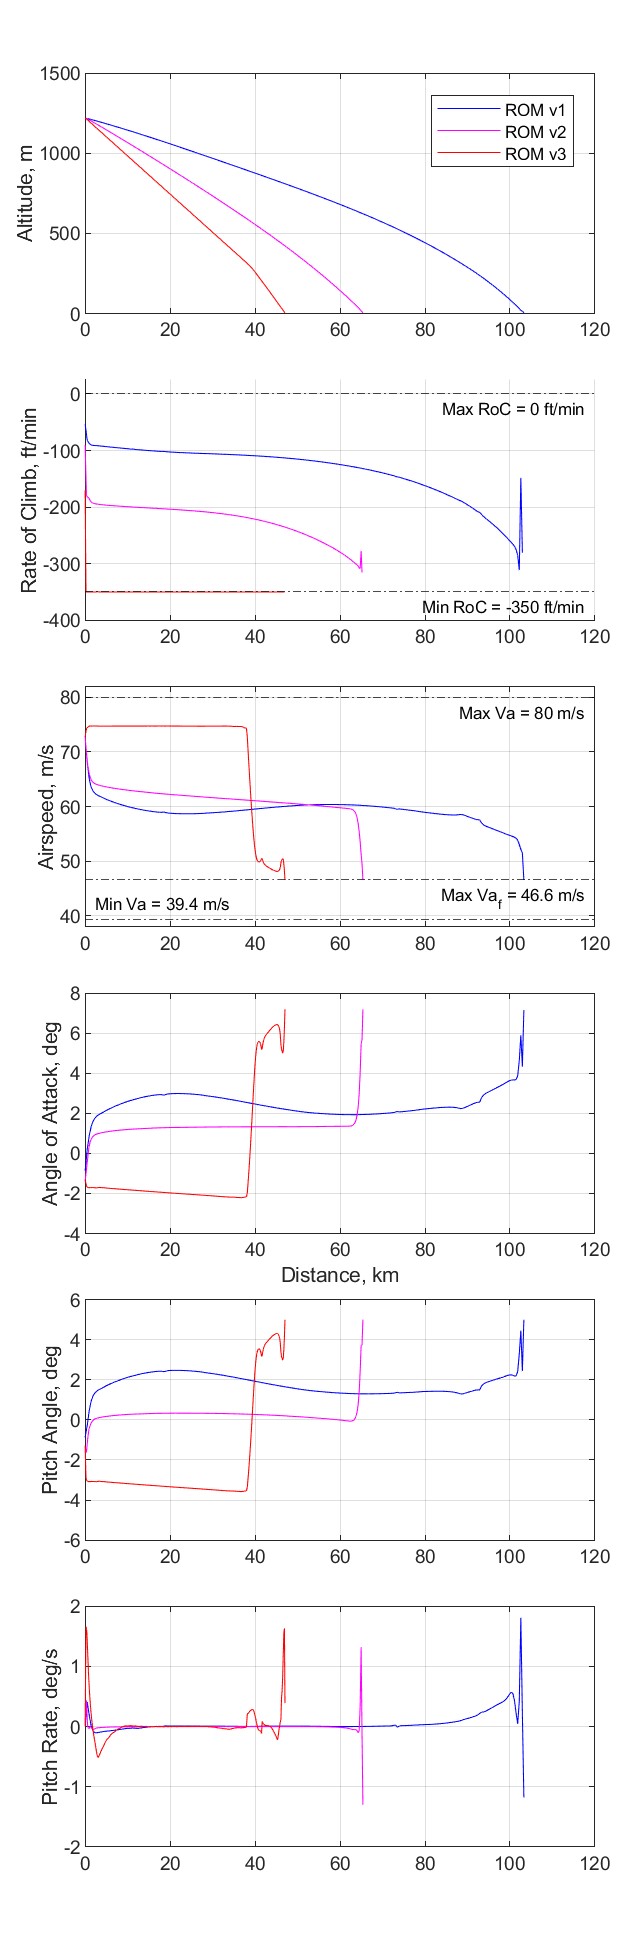 1500
1000
500
0
Altitude, m
ROM v1
ROM v2
ROM v3
0 20 40 60 80 100 120
0
-100
-200
-300
-400
Rate of Climb, ft/min
Max RoC = 0 ft/min
Min RoC = -350 ft/min
0 20 40 60 80 100 120
80
70
60
50
40
Airspeed, m/s
Max Va = 80 m/s
Max Vaf = 46.6 m/s
Min Va = 39.4 m/s
0 20 40 60 80 100 120
8
6
4
2
0
-2
-4
Angle of Attack, deg
0 20 40 60 80 100 120
Distance, km
6
4
2
0
-2
-4
-6
Pitch Angle, deg
0 20 40 60 80 100 120
2
1
0
-1
-2
Pitch Rate, deg/s
0 20 40 60 80 100 120